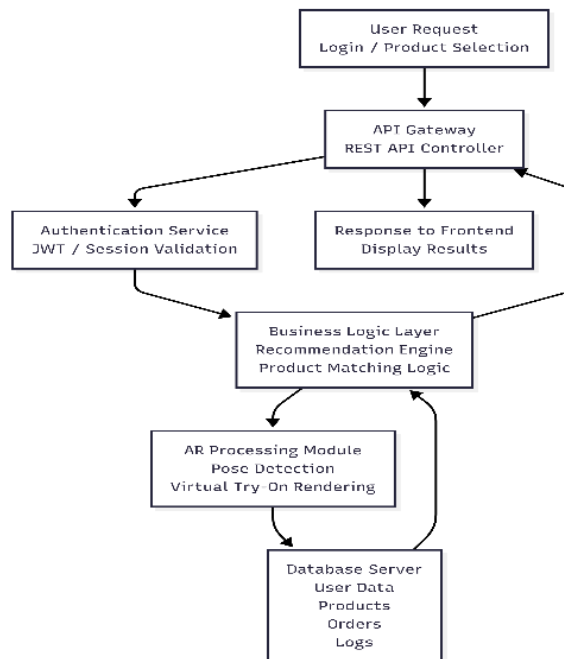 User Request
Login / Product Selection
API Gateway
REST API Controller
Authentication Service
JWT / Session Validation
Response to Frontend
Display Results
Business Logic Layer
Recommendation Engine
Product Matching Logic
AR Processing Module
Pose Detection
Virtual Try-On Rendering
Database Server
User Data
Products
Orders
Logs